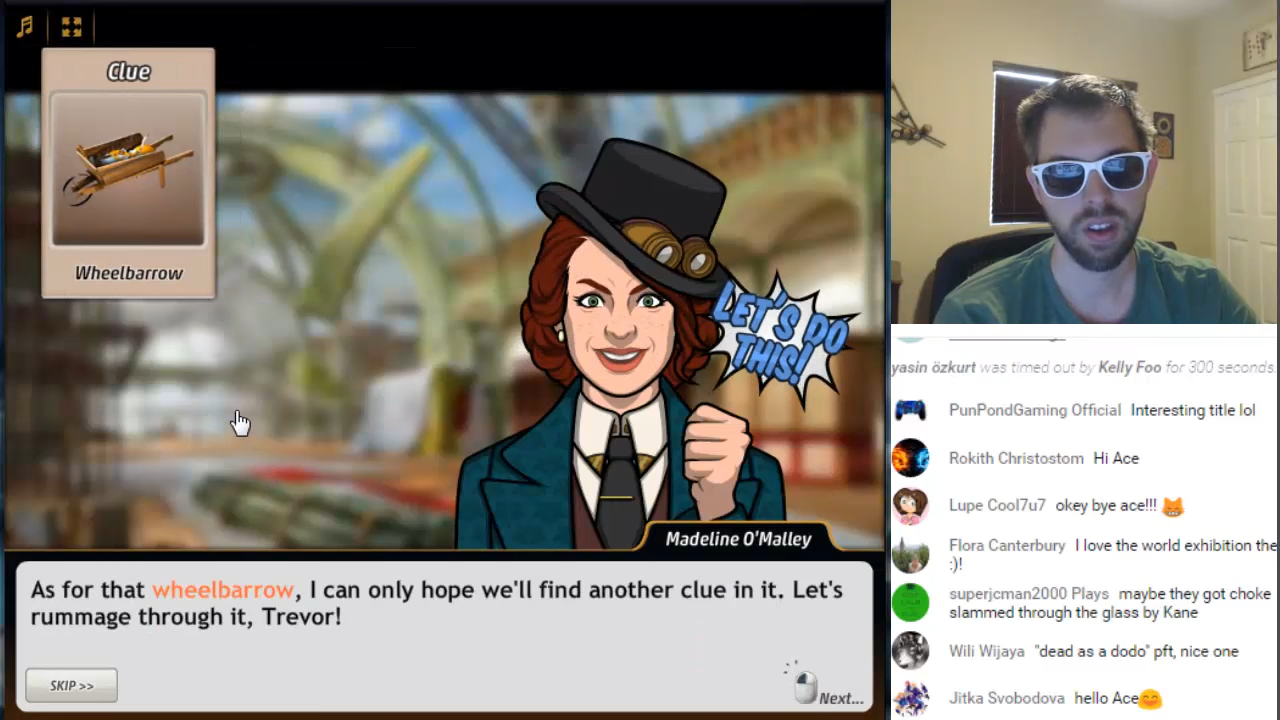 Clue
Wheelbarrow
LET'S DO
THIS!
Madeline O'Malley
As for that wheelbarrow, I can only hope we'll find another clue in it. Let's
rummage through it, Trevor!
SKIP >>
Next...
yasin özkurt was timed out by Kelly Foo for 300 seconds.
PunPondGaming Official Interesting title lol
Rokith Christostom Hi Ace
Lupe Cool7u7 okey bye ace!!!
Flora Canterbury I love the world exhibition the
:)!
superjcman2000 Plays maybe they got choke
slammed through the glass by Kane
Wili Wijaya "dead as a dodo" pft, nice one
Jitka Svobodova hello Ace